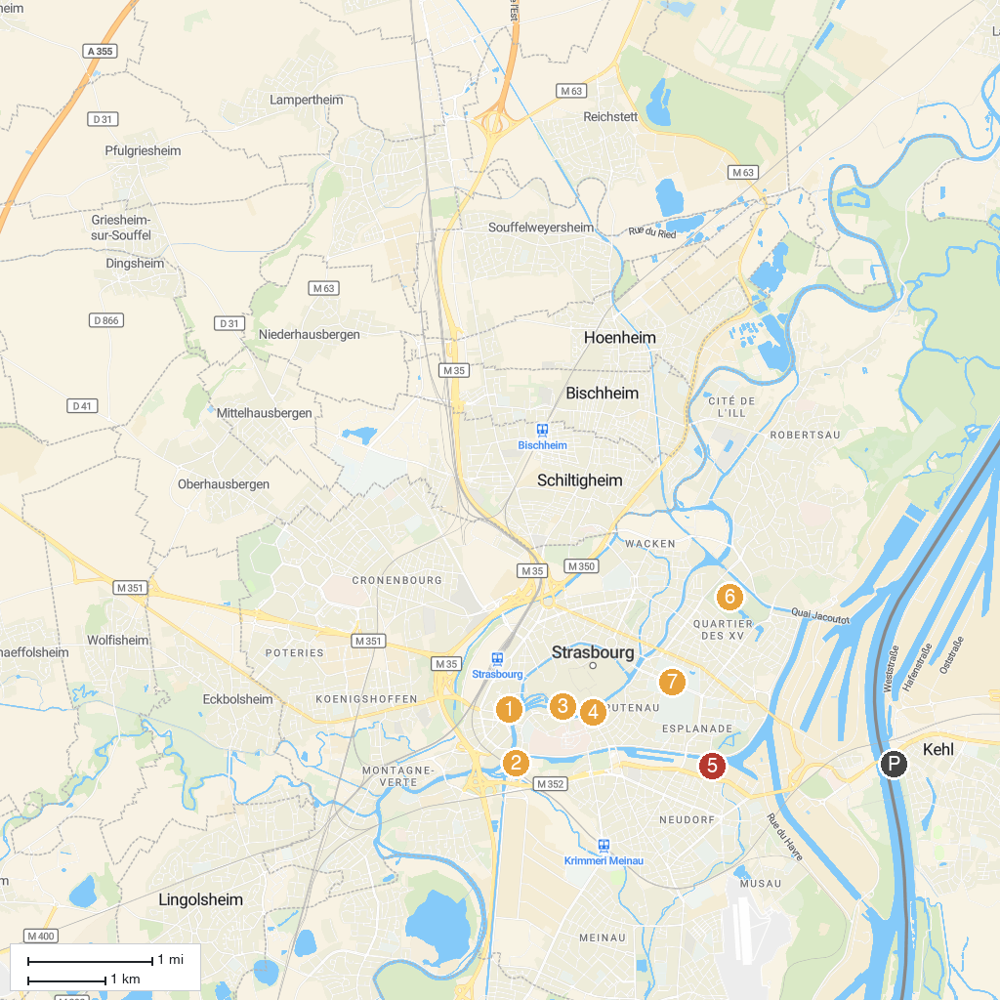 A 355
M 63
D 31
Lampertheim
Reichstett
Pfulgriesheim
M 63
Griesheim-
sur-Souffel
Souffelweyersheim
Rue du Ried
Dingsheim
M 63
D 866
D 31
Niederhausbergen
Hoenheim
M 35
Bischheim
D 41
Mittelhausbergen
CITÉ DE
L'ILL
ROBERTSAU
Bischheim
Oberhausbergen
Schiltigheim
WACKEN
M 35
M 350
CRONENBOURG
M 351
6
Quai Jacoutot
QUARTIER
DES XV
Wolfisheim
M 351
haeffolsheim
POTERIES
Strasbourg
M 35
Strasbourg
Weststraße
Hafenstraße
Oststraße
7
Eckbolsheim
KOENIGSHOFFEN
1
3
4
UTENAU
ESPLANADE
Kehl
2
5
P
MONTAGNE-
VERTE
M 352
NEUDORF
Rue du Havre
Krimmeri Meinau
MUSAU
Lingolsheim
M 400
MEINAU
1 mi
1 km